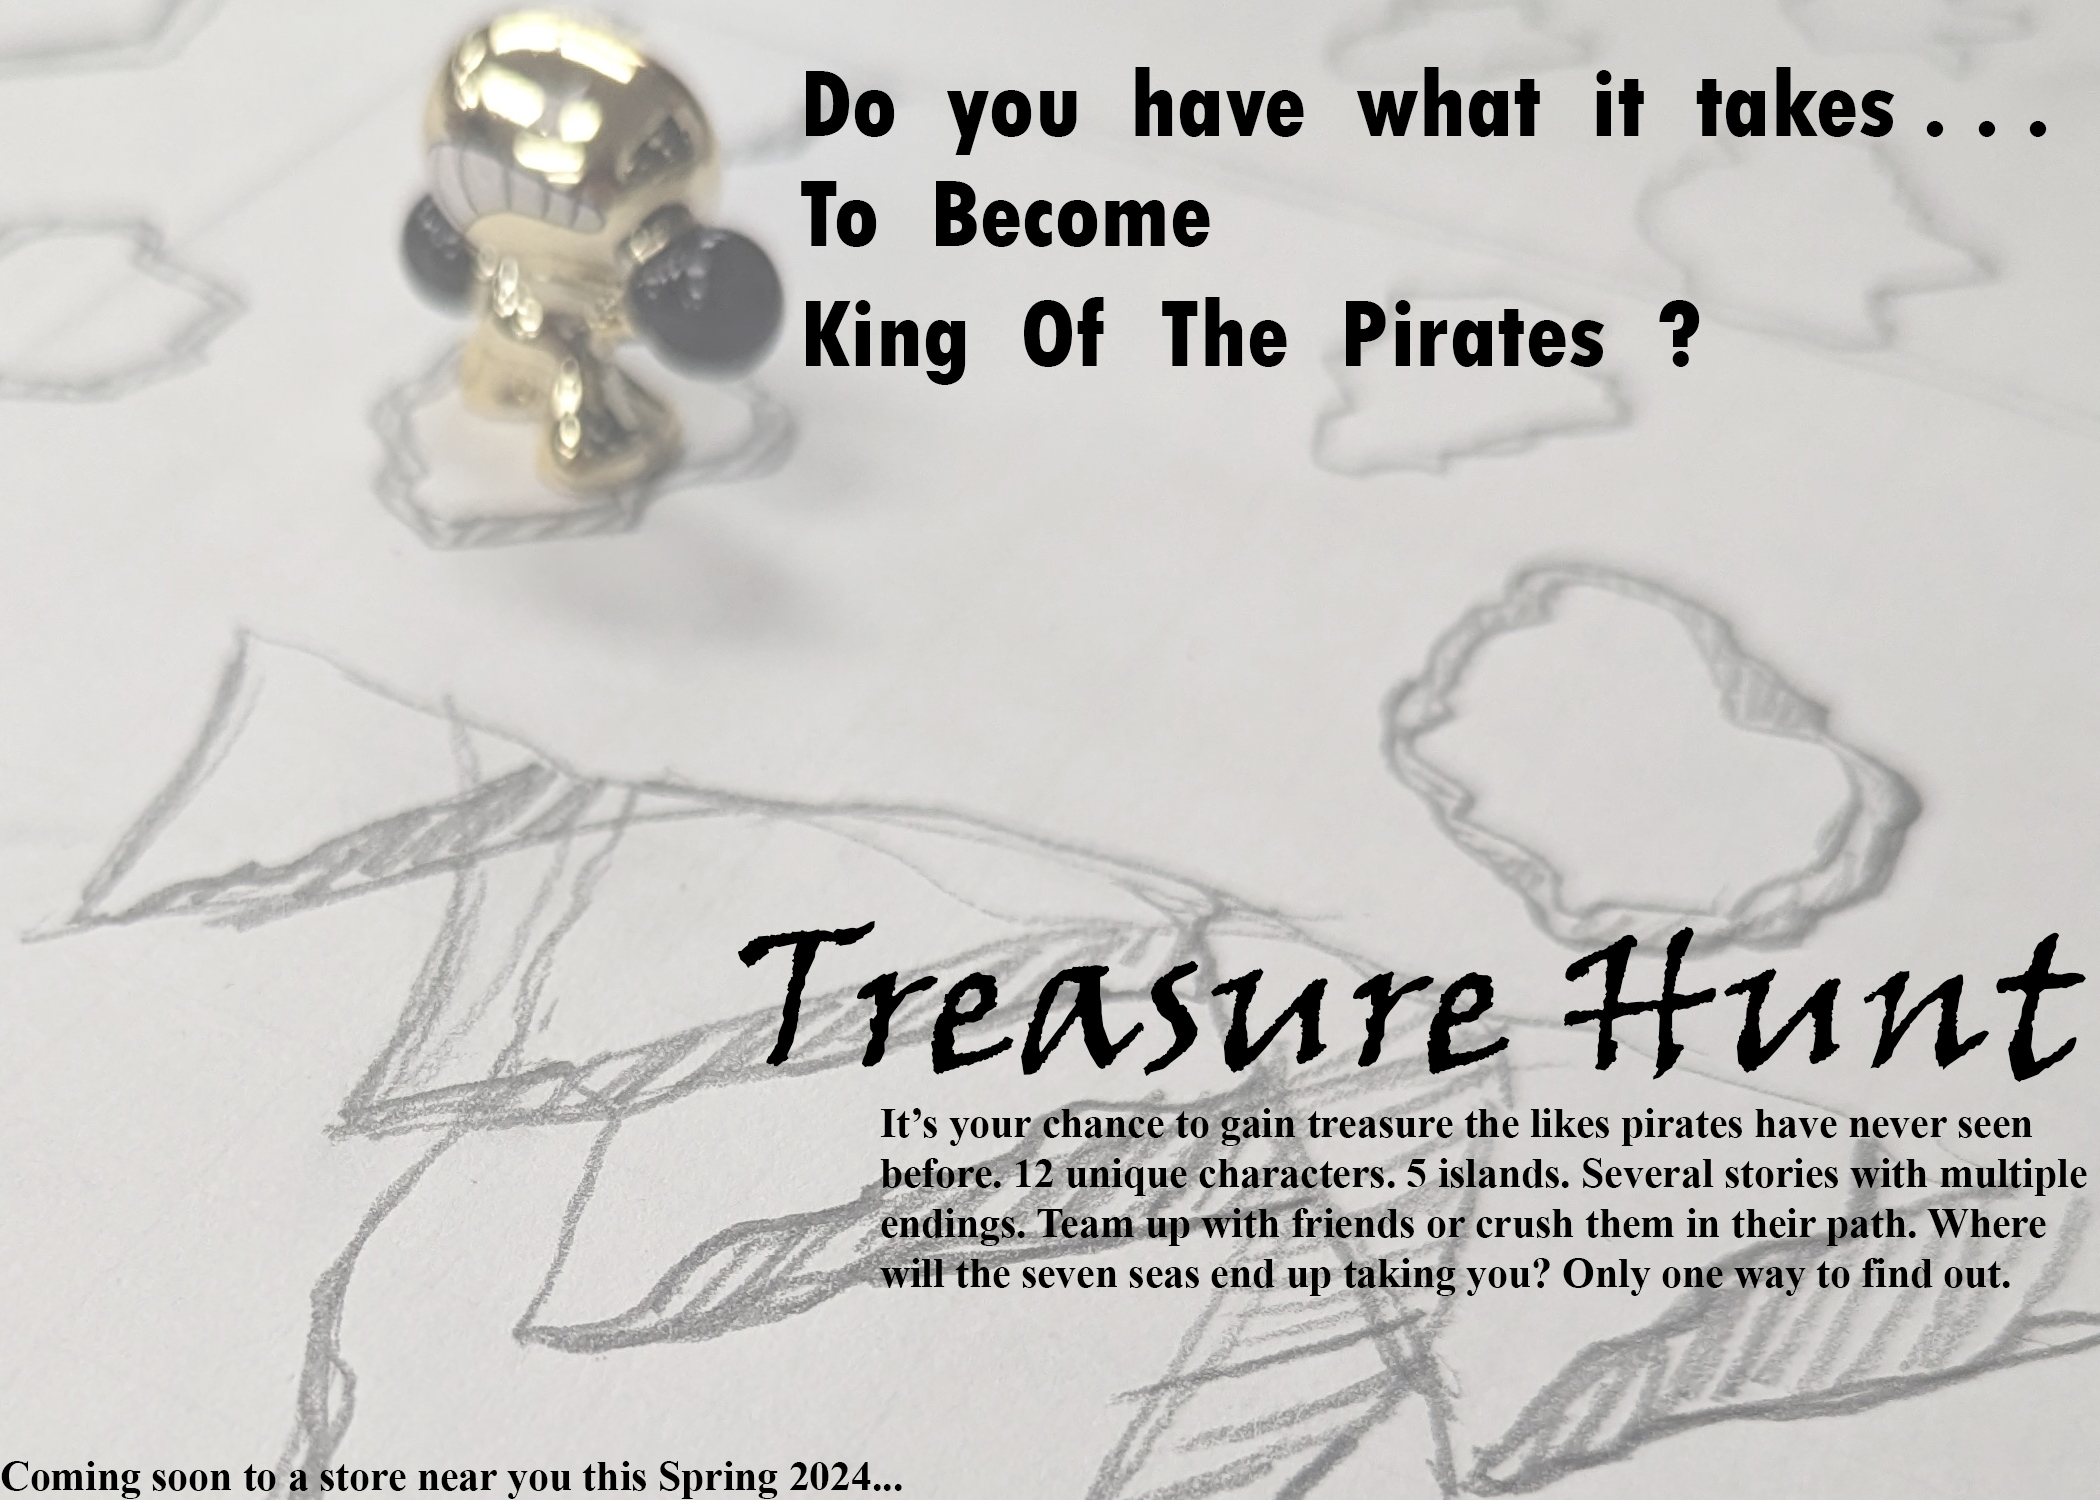 Do you have what it takes . . .
To Become
King Of The Pirates ?
Treasure Hunt
It’s your chance to gain treasure the likes pirates have never seen
before. 12 unique characters. 5 islands. Several stories with multiple
endings. Team up with friends or crush them in their path. Where
will the seven seas end up taking you? Only one way to find out.
Coming soon to a store near you this Spring 2024...